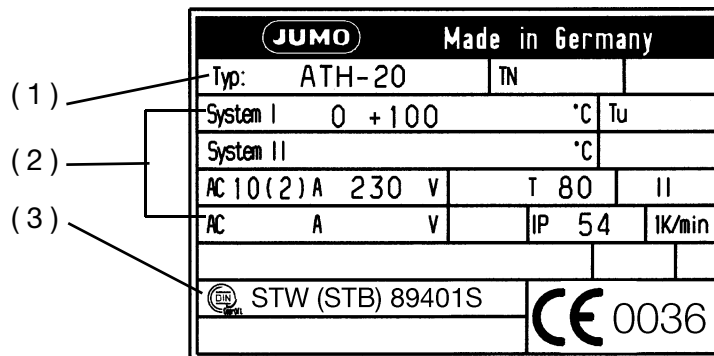 JUMO Made in Germany
(1) Typ: ATH-20 TN
System I 0 +100 °C Tu
(2) System II °C
AC 10(2) A 230 V T 80 II
(3) AC A V IP 54 1K/min
DIN STW (STB) 89401S CE 0036